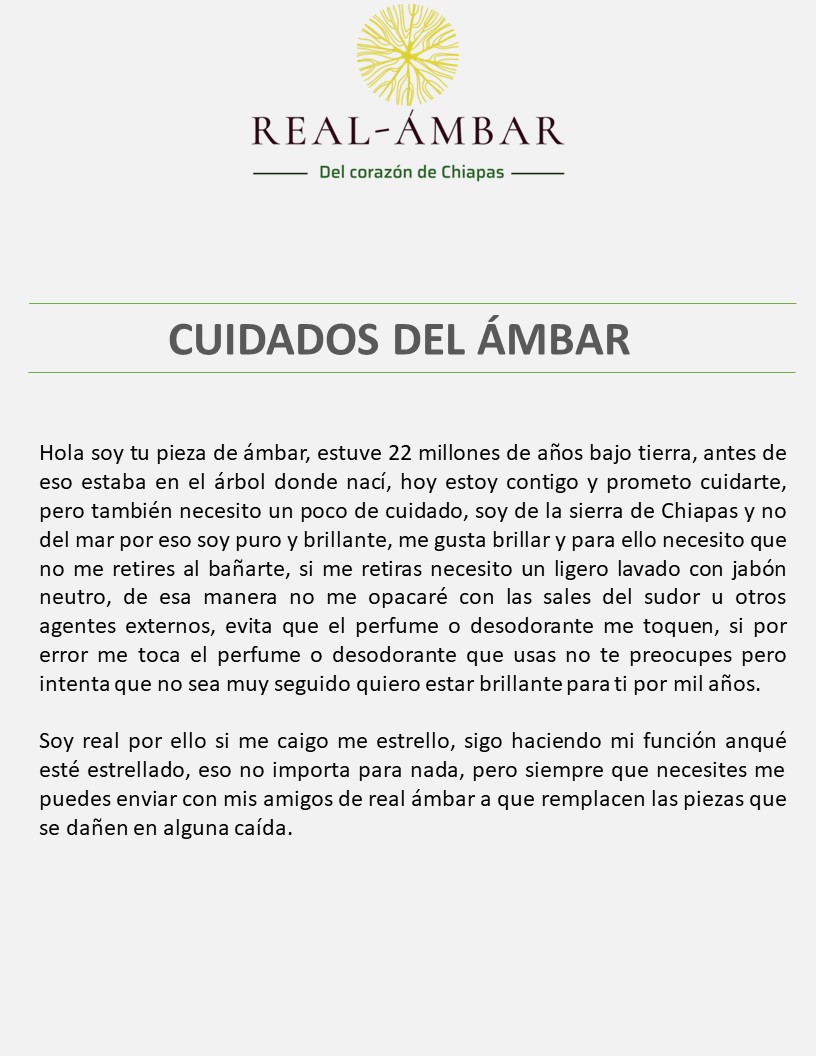 REAL-ÁMBAR
Del corazón de Chiapas
CUIDADOS DEL ÁMBAR
Hola soy tu pieza de ámbar, estuve 22 millones de años bajo tierra, antes de
eso estaba en el árbol donde nací, hoy estoy contigo y prometo cuidarte,
pero también necesito un poco de cuidado, soy de la sierra de Chiapas y no
del mar por eso soy puro y brillante, me gusta brillar y para ello necesito que
no me retires al bañarte, si me retiras necesito un ligero lavado con jabón
neutro, de esa manera no me opacaré con las sales del sudor u otros
agentes externos, evita que el perfume o desodorante me toquen, si por
error me toca el perfume o desodorante que usas no te preocupes pero
intenta que no sea muy seguido quiero estar brillante para ti por mil años.
Soy real por ello si me caigo me estrello, sigo haciendo mi función anqué
esté estrellado, eso no importa para nada, pero siempre que necesites me
puedes enviar con mis amigos de real ámbar a que remplacen las piezas que
se dañen en alguna caída.